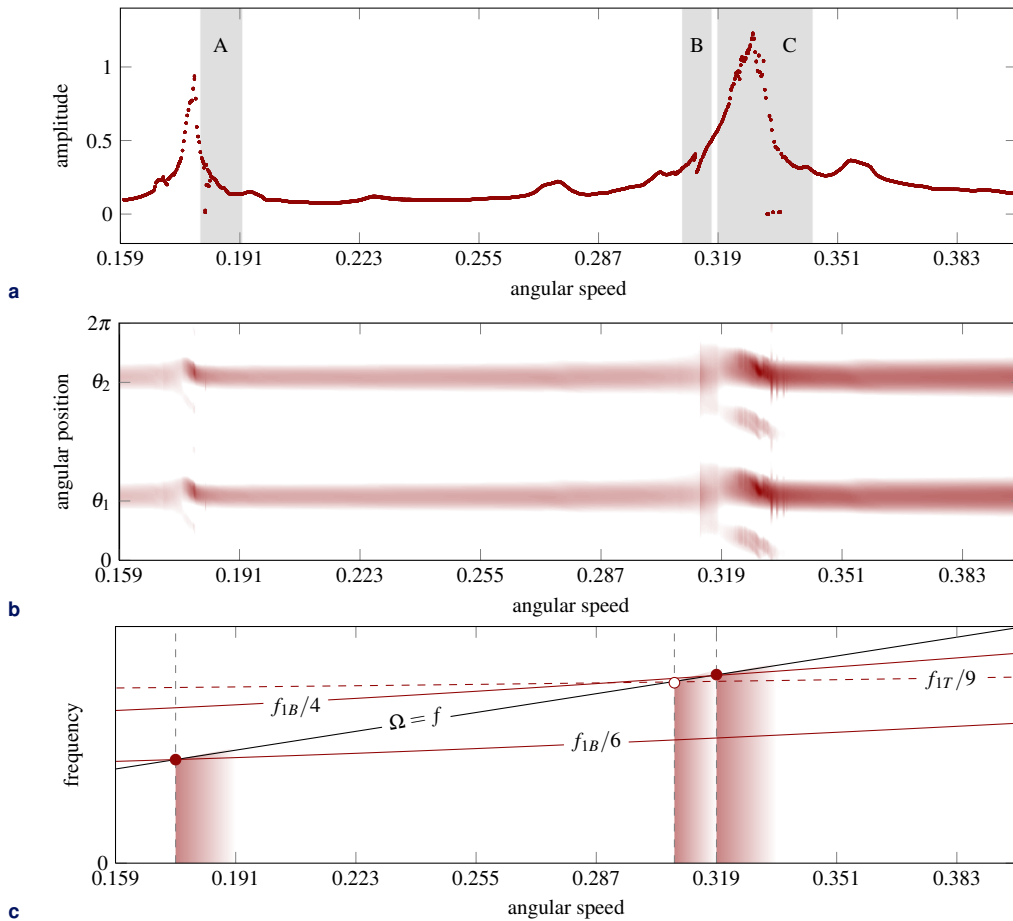 A
B
C
1
0.5
0
amplitude
0.159 0.191 0.223 0.255 0.287 0.319 0.351 0.383
angular speed
a
2π
θ2
θ1
0
angular position
0.159 0.191 0.223 0.255 0.287 0.319 0.351 0.383
angular speed
b
f1B/4
Ω = f
f1B/6
f1T/9
frequency
0
0.159 0.191 0.223 0.255 0.287 0.319 0.351 0.383
angular speed
c